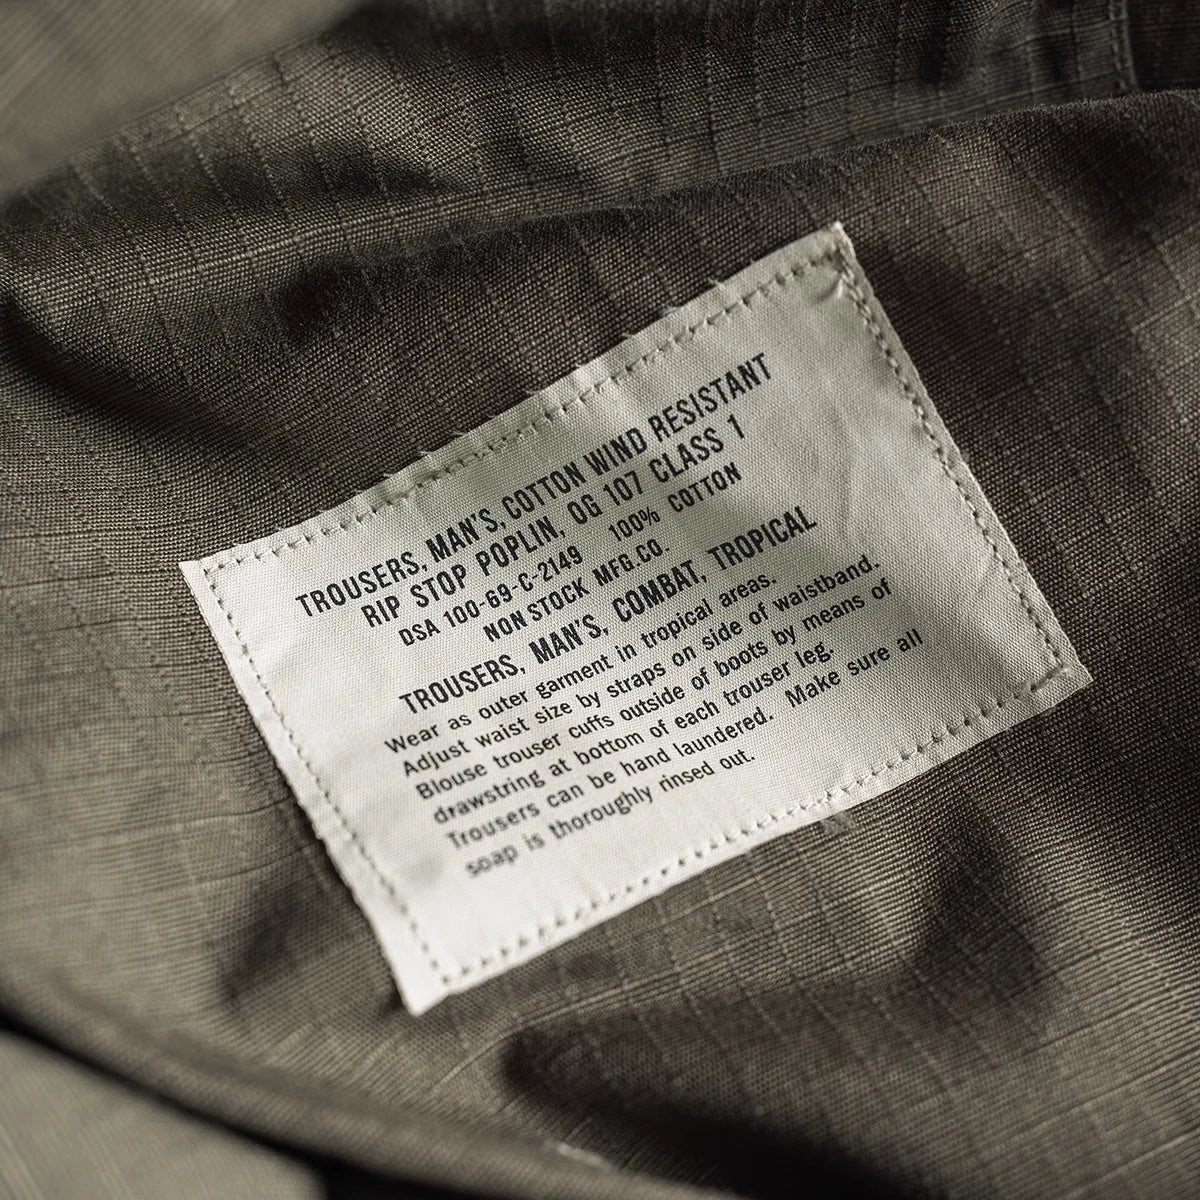 TROUSERS, MAN'S, COTTON WIND RESISTANT
RIP STOP POPLIN, OG 107 CLASS 1
DSA 100-69-C-2149 100% COTTON
NON STOCK MFG.CO.
TROUSERS, MAN'S, COMBAT, TROPICAL
Wear as outer garment in tropical areas.
Adjust waist size by straps on side of waistband.
Blouse trouser cuffs outside of boots by means of
drawstring at bottom of each trouser leg.
Trousers can be hand laundered. Make sure all
soap is thoroughly rinsed out.